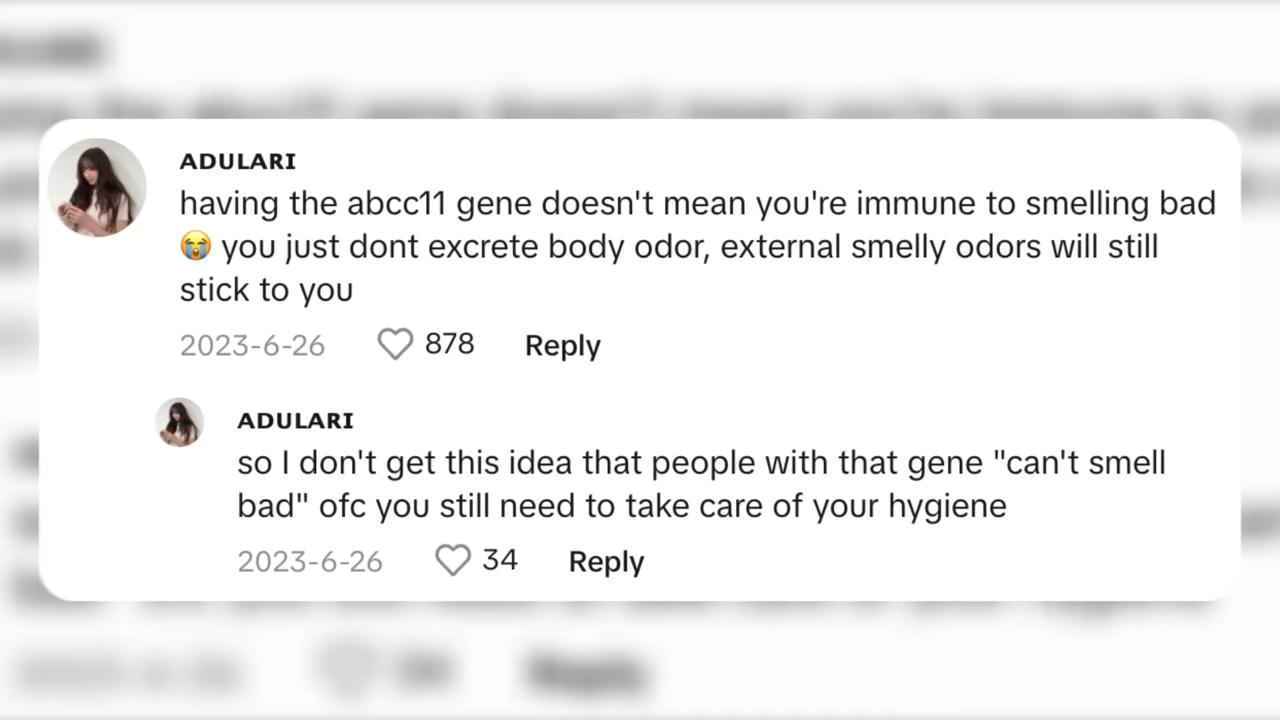 ADULARI
having the abcc11 gene doesn't mean you're immune to smelling bad
😭 you just dont excrete body odor, external smelly odors will still
stick to you
2023-6-26 878 Reply
ADULARI
so I don't get this idea that people with that gene "can't smell
bad" ofc you still need to take care of your hygiene
2023-6-26 34 Reply